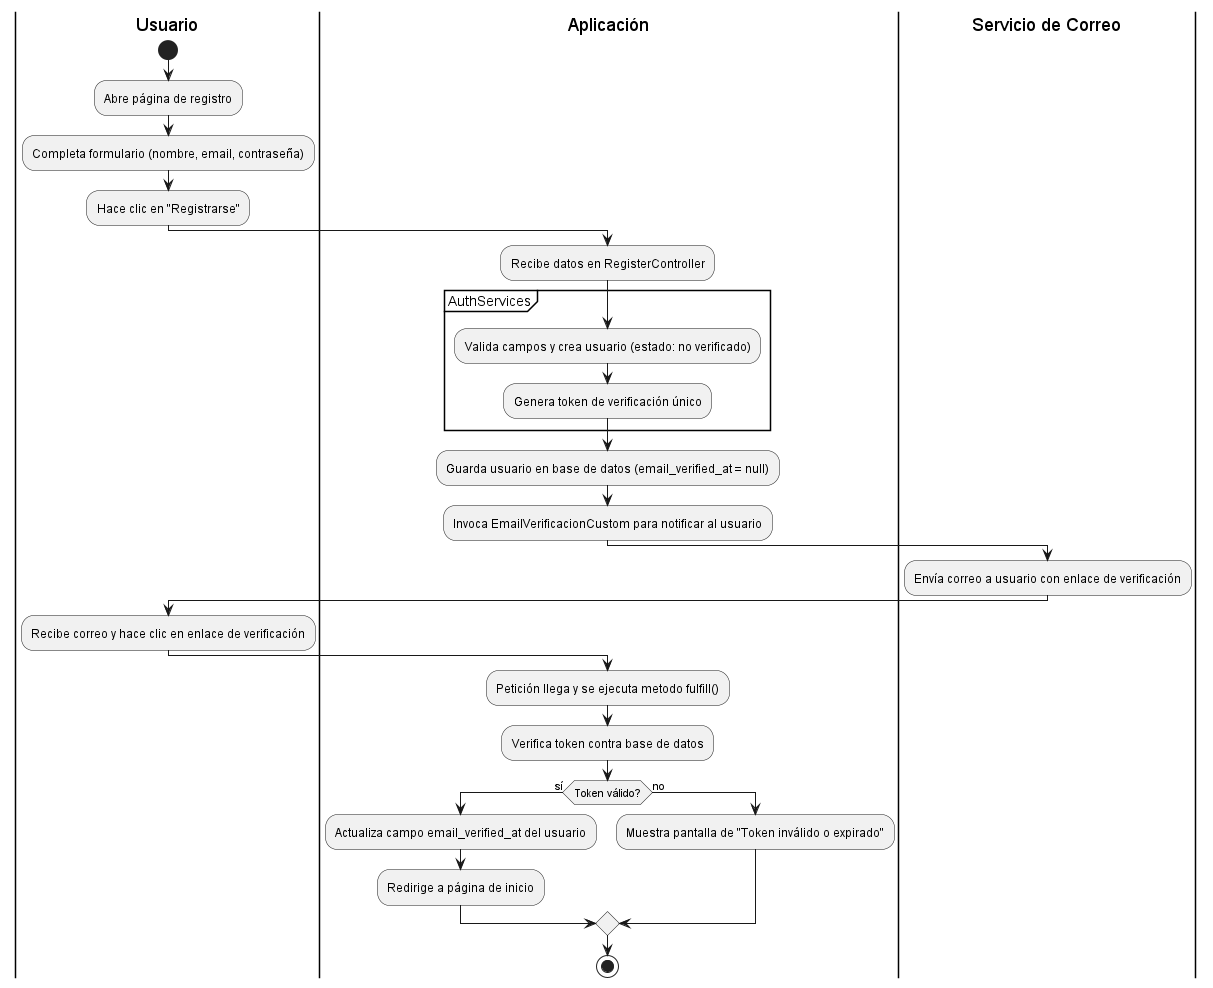 Usuario
Aplicación
Servicio de Correo
Abre página de registro
Completa formulario (nombre, email, contraseña)
Hace clic en "Registrarse"
Recibe datos en RegisterController
AuthServices
Valida campos y crea usuario (estado: no verificado)
Genera token de verificación único
Guarda usuario en base de datos (email_verified_at = null)
Invoca EmailVerificacionCustom para notificar al usuario
Envía correo a usuario con enlace de verificación
Recibe correo y hace clic en enlace de verificación
Petición llega y se ejecuta metodo fulfill()
Verifica token contra base de datos
sí
Token válido?
no
Actualiza campo email_verified_at del usuario
Muestra pantalla de "Token inválido o expirado"
Redirige a página de inicio